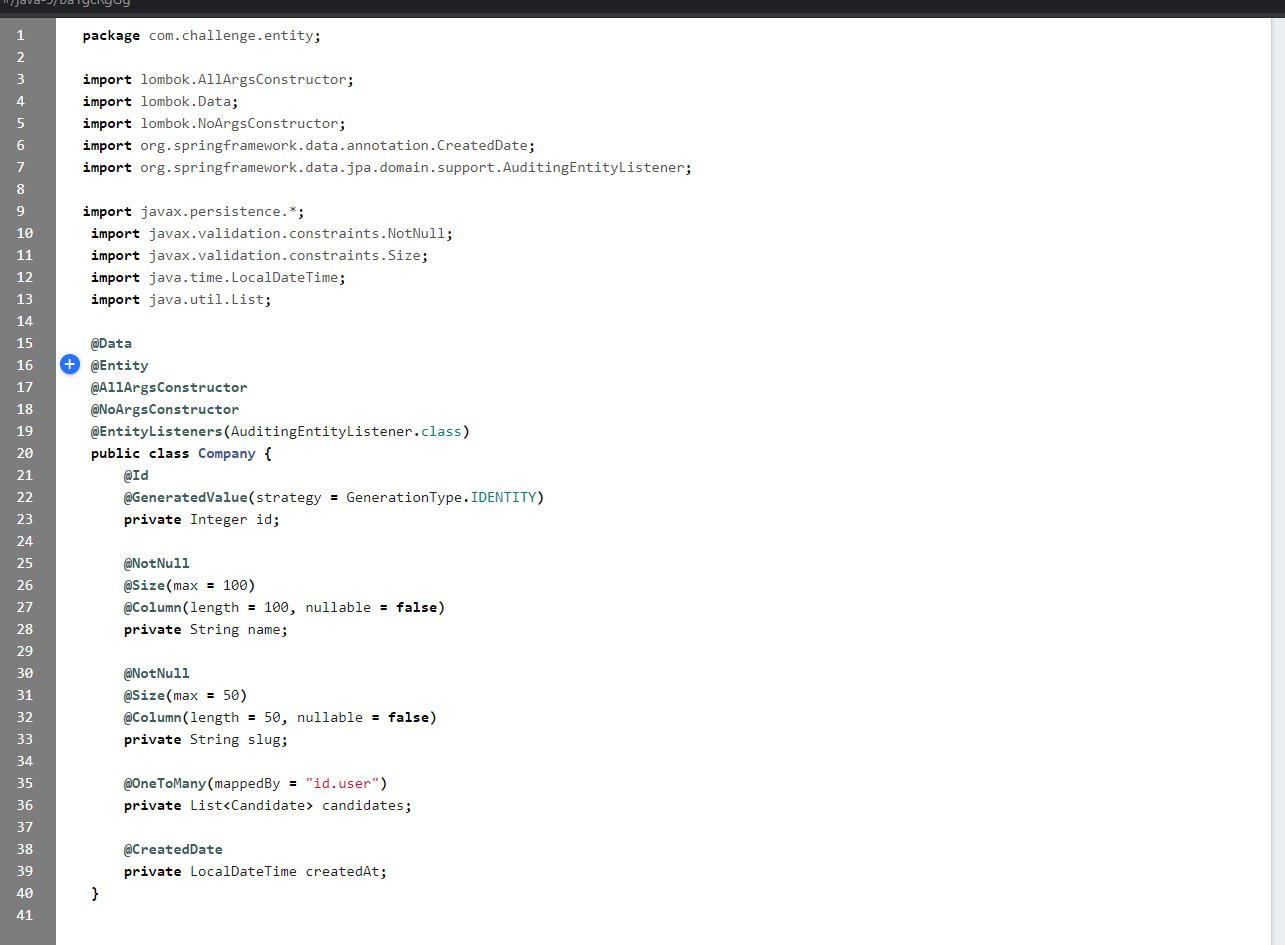 1 package com.challenge.entity;
2
3 import lombok.AllArgsConstructor;
4 import lombok.Data;
5 import lombok.NoArgsConstructor;
6 import org.springframework.data.annotation.CreatedDate;
7 import org.springframework.data.jpa.domain.support.AuditingEntityListener;
8
9 import javax.persistence.*;
10 import javax.validation.constraints.NotNull;
11 import javax.validation.constraints.Size;
12 import java.time.LocalDateTime;
13 import java.util.List;
14
15 @Data
16 @Entity
17 @AllArgsConstructor
18 @NoArgsConstructor
19 @EntityListeners(AuditingEntityListener.class)
20 public class Company {
21 @Id
22 @GeneratedValue(strategy = GenerationType.IDENTITY)
23 private Integer id;
24
25 @NotNull
26 @Size(max = 100)
27 @Column(length = 100, nullable = false)
28 private String name;
29
30 @NotNull
31 @Size(max = 50)
32 @Column(length = 50, nullable = false)
33 private String slug;
34
35 @OneToMany(mappedBy = "id.user")
36 private List<Candidate> candidates;
37
38 @CreatedDate
39 private LocalDateTime createdAt;
40 }
41